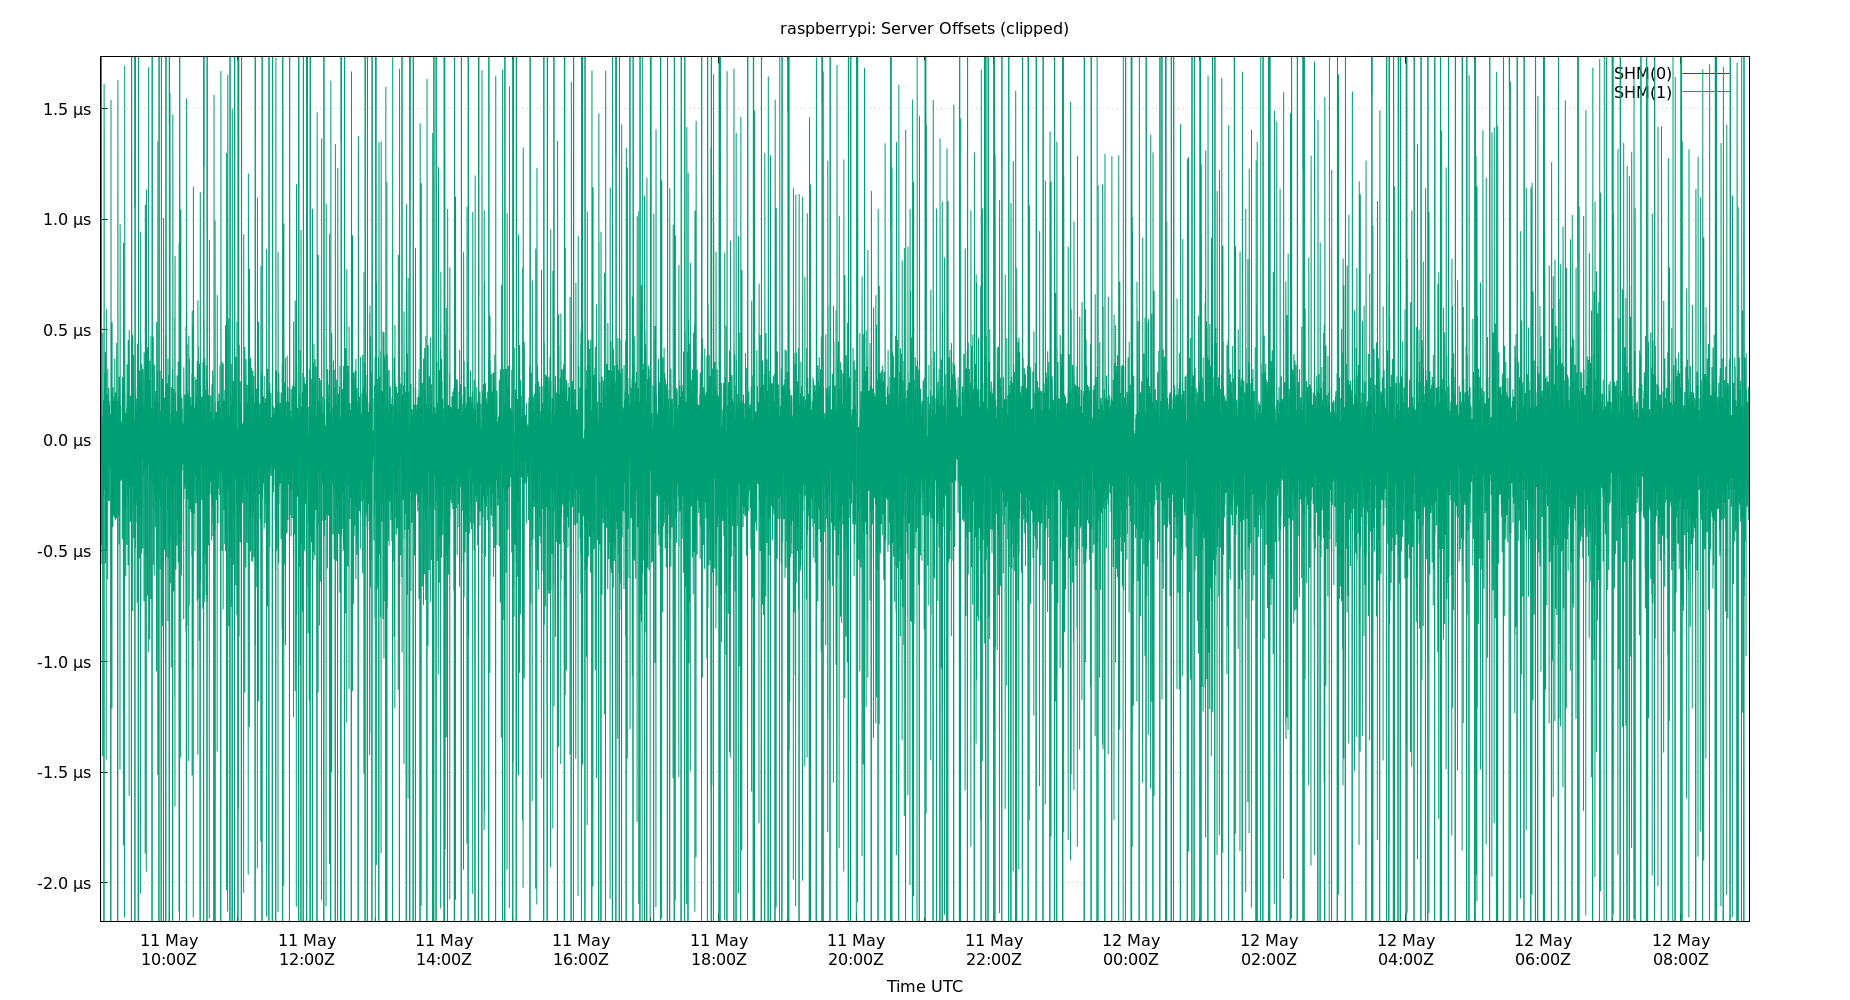 raspberrypi: Server Offsets (clipped)
SHM(0)
SHM(1)
1.5 µs
1.0 µs
0.5 µs
0.0 µs
-0.5 µs
-1.0 µs
-1.5 µs
-2.0 µs
11 May 11 May 11 May 11 May 11 May 11 May 11 May 12 May 12 May 12 May 12 May 12 May
10:00Z 12:00Z 14:00Z 16:00Z 18:00Z 20:00Z 22:00Z 00:00Z 02:00Z 04:00Z 06:00Z 08:00Z
Time UTC